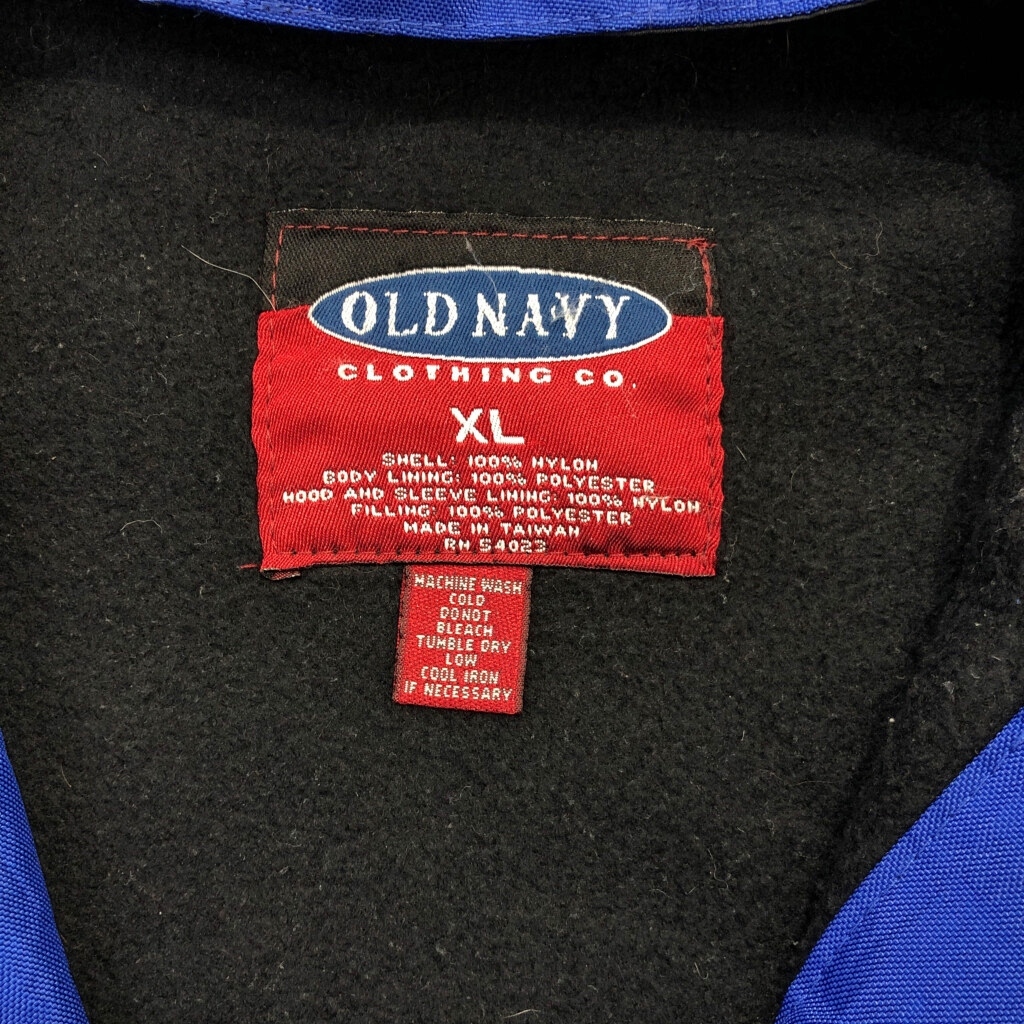 OLD NAVY
CLOTHING CO.
XL
SHELL: 100% NYLON
BODY LINING: 100% POLYESTER
HOOD AND SLEEVE LINING: 100% NYLON
FILLING: 100% POLYESTER
MADE IN TAIWAN
RN 54023
MACHINE WASH
COLD
DO NOT
BLEACH
TUMBLE DRY
LOW
COOL IRON
IF NECESSARY